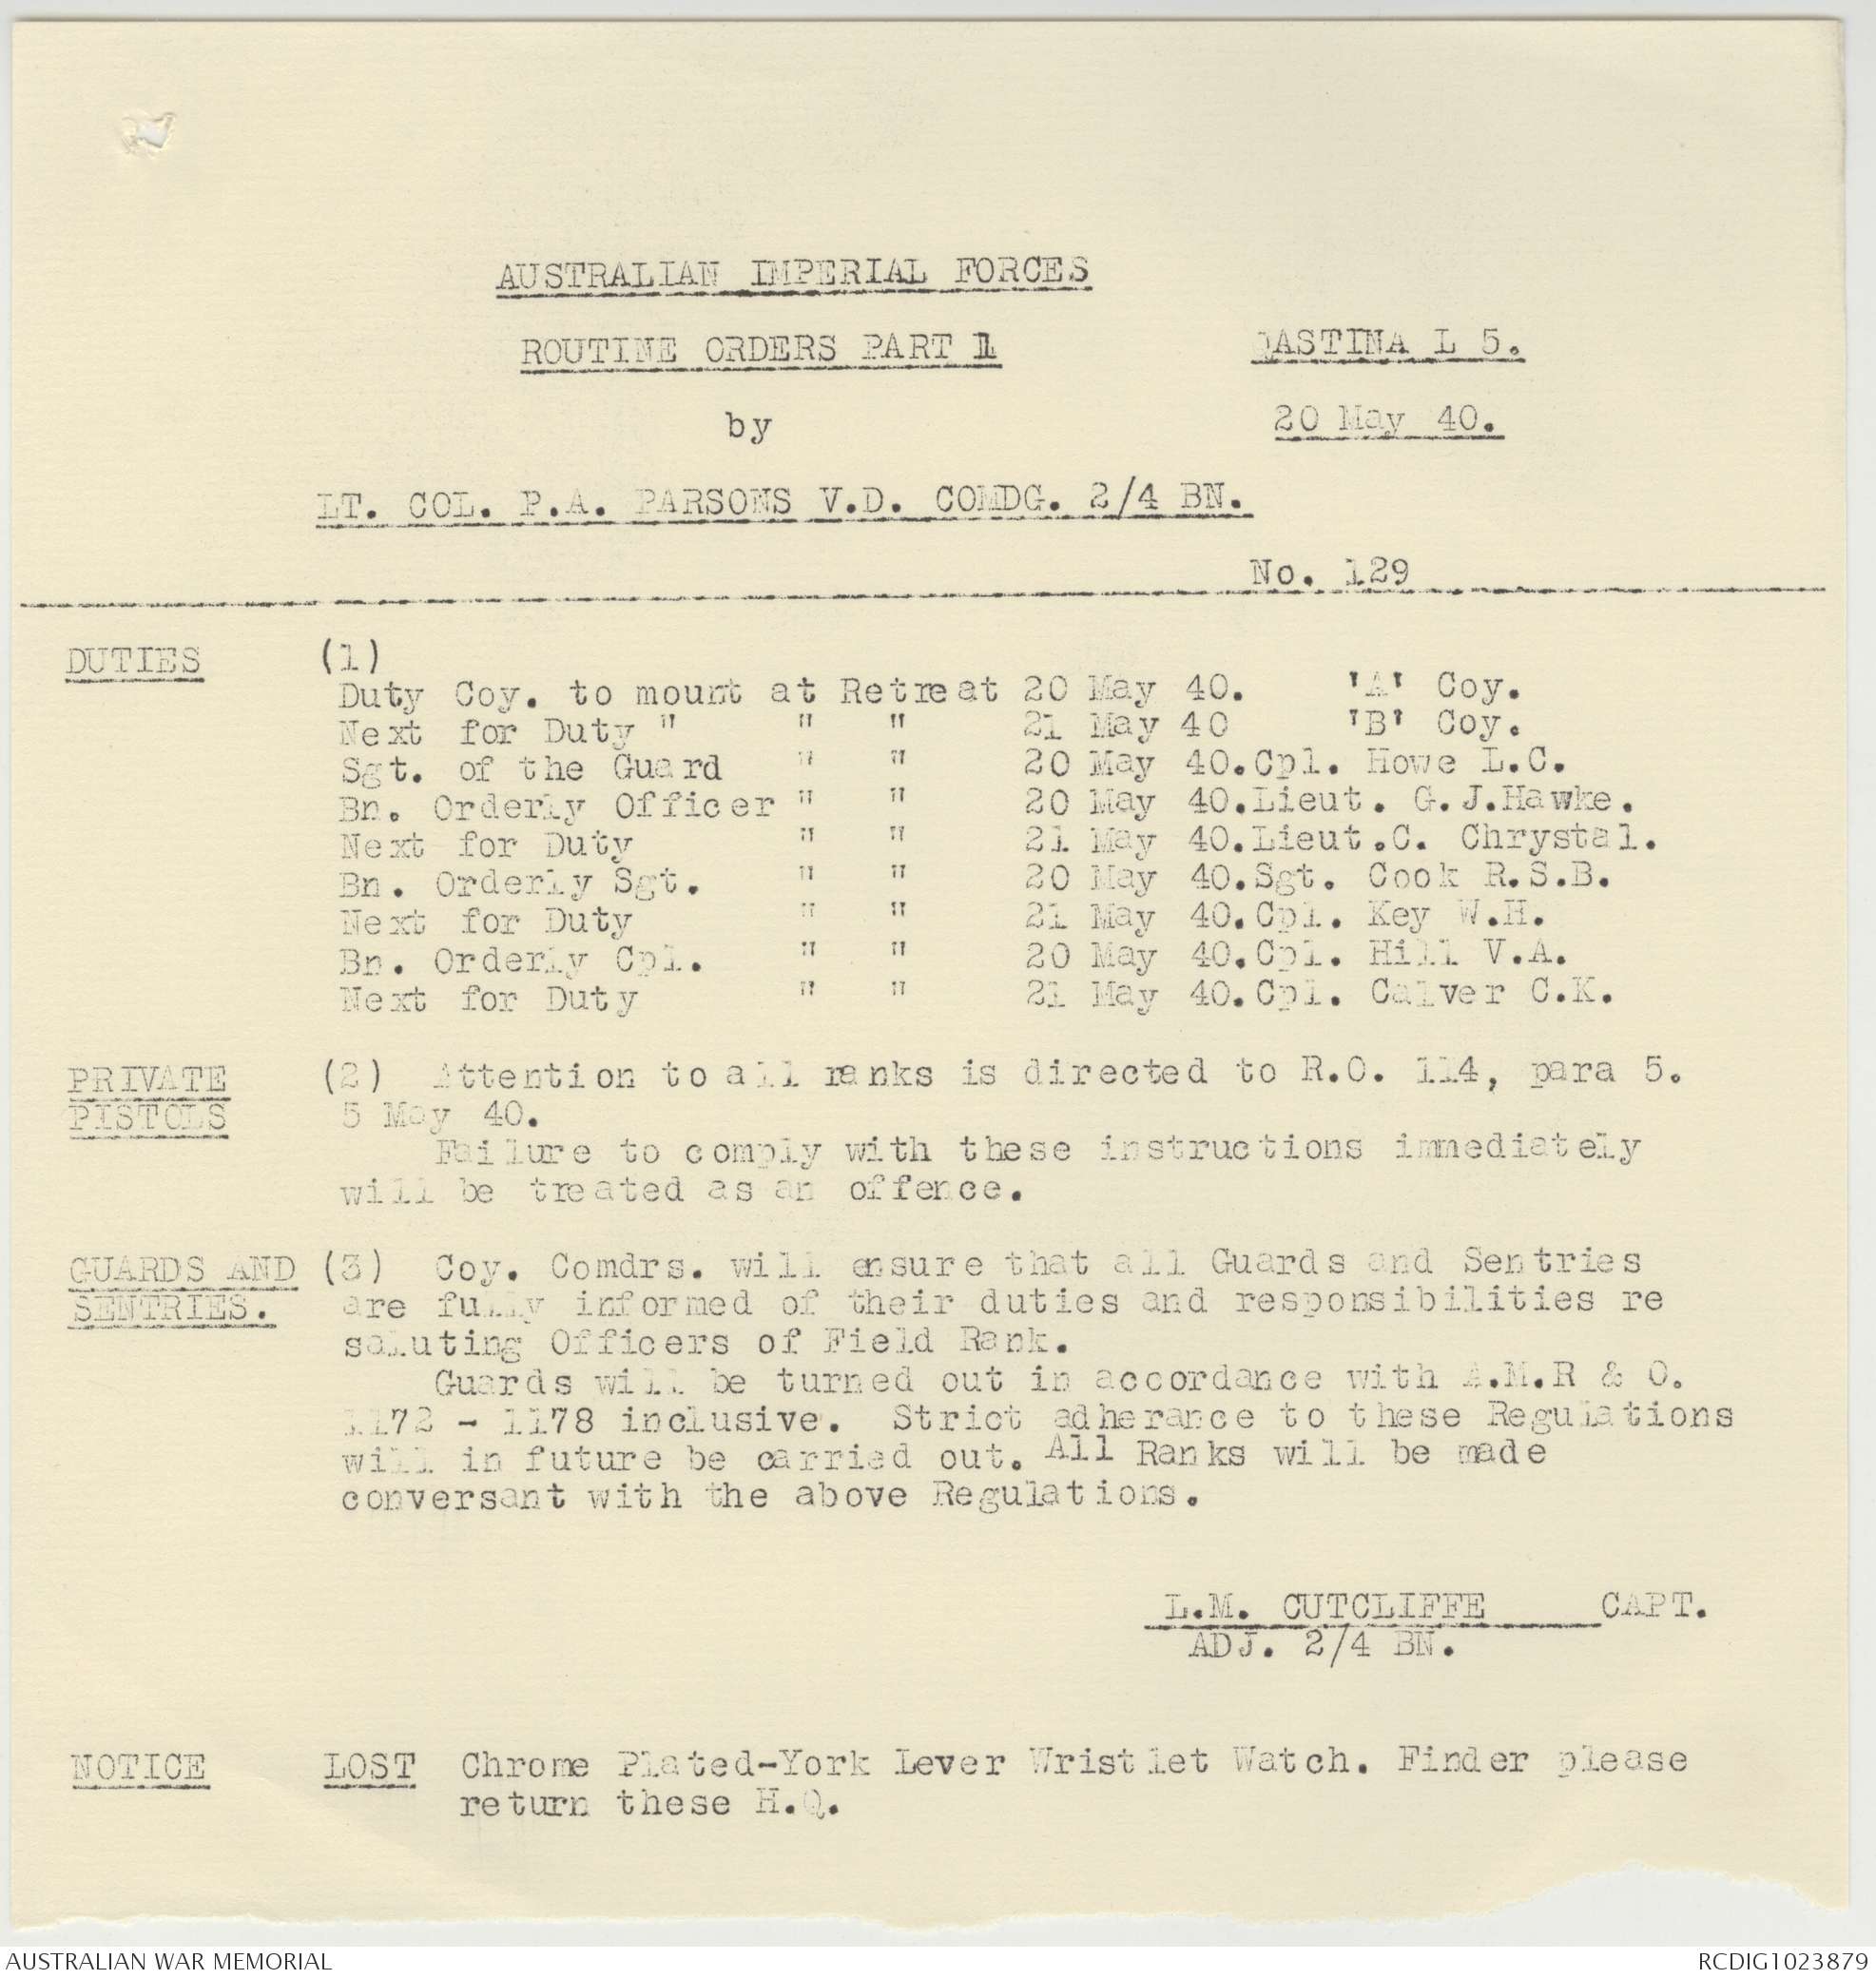 AUSTRALIAN IMPERIAL FORCES
ROUTINE ORDERS PART 1 QASTINA L 5.
by 20 May 40.
LT. COL. P.A. PARSONS V.D. COMDG. 2/4 BN.
No. 129
DUTIES (1)
Duty Coy. to mount at Retreat 20 May 40. 'A' Coy.
Next for Duty " " " 21 May 40 'B' Coy.
Sgt. of the Guard " " 20 May 40. Cpl. Howe L.C.
Bn. Orderly Officer " " 20 May 40. Lieut. G.J.Hawke.
Next for Duty " " 21 May 40. Lieut.C. Chrystal.
Bn. Orderly Sgt. " " 20 May 40. Sgt. Cook R.S.B.
Next for Duty " " 21 May 40. Cpl. Key W.H.
Bn. Orderly Cpl. " " 20 May 40. Cpl. Hill V.A.
Next for Duty " " 21 May 40. Cpl. Calver C.K.
PRIVATE (2) Attention to all ranks is directed to R.O. 114, para 5.
PISTOLS 5 May 40.
Failure to comply with these instructions immediately
will be treated as an offence.
GUARDS AND (3) Coy. Comdrs. will ensure that all Guards and Sentries
SENTRIES. are fully informed of their duties and responsibilities re
saluting Officers of Field Rank.
Guards will be turned out in accordance with A.M.R & O.
1172 - 1178 inclusive. Strict adherance to these Regulations
will in future be carried out. All Ranks will be made
conversant with the above Regulations.
L.M. CUTCLIFFE CAPT.
ADJ. 2/4 BN.
NOTICE LOST Chrome Plated-York Lever Wristlet Watch. Finder please
return these H.Q.
AUSTRALIAN WAR MEMORIAL RCDIG1023879